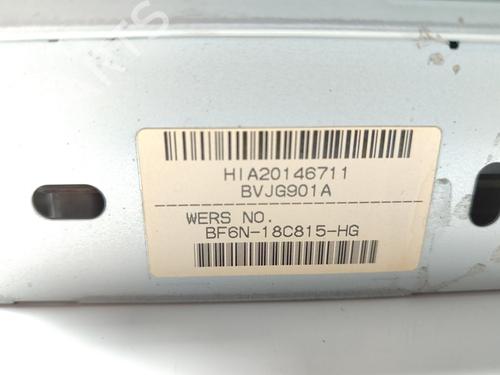 HIA20146711
BVJG901A
WERS NO.
BF6N-18C815-HG